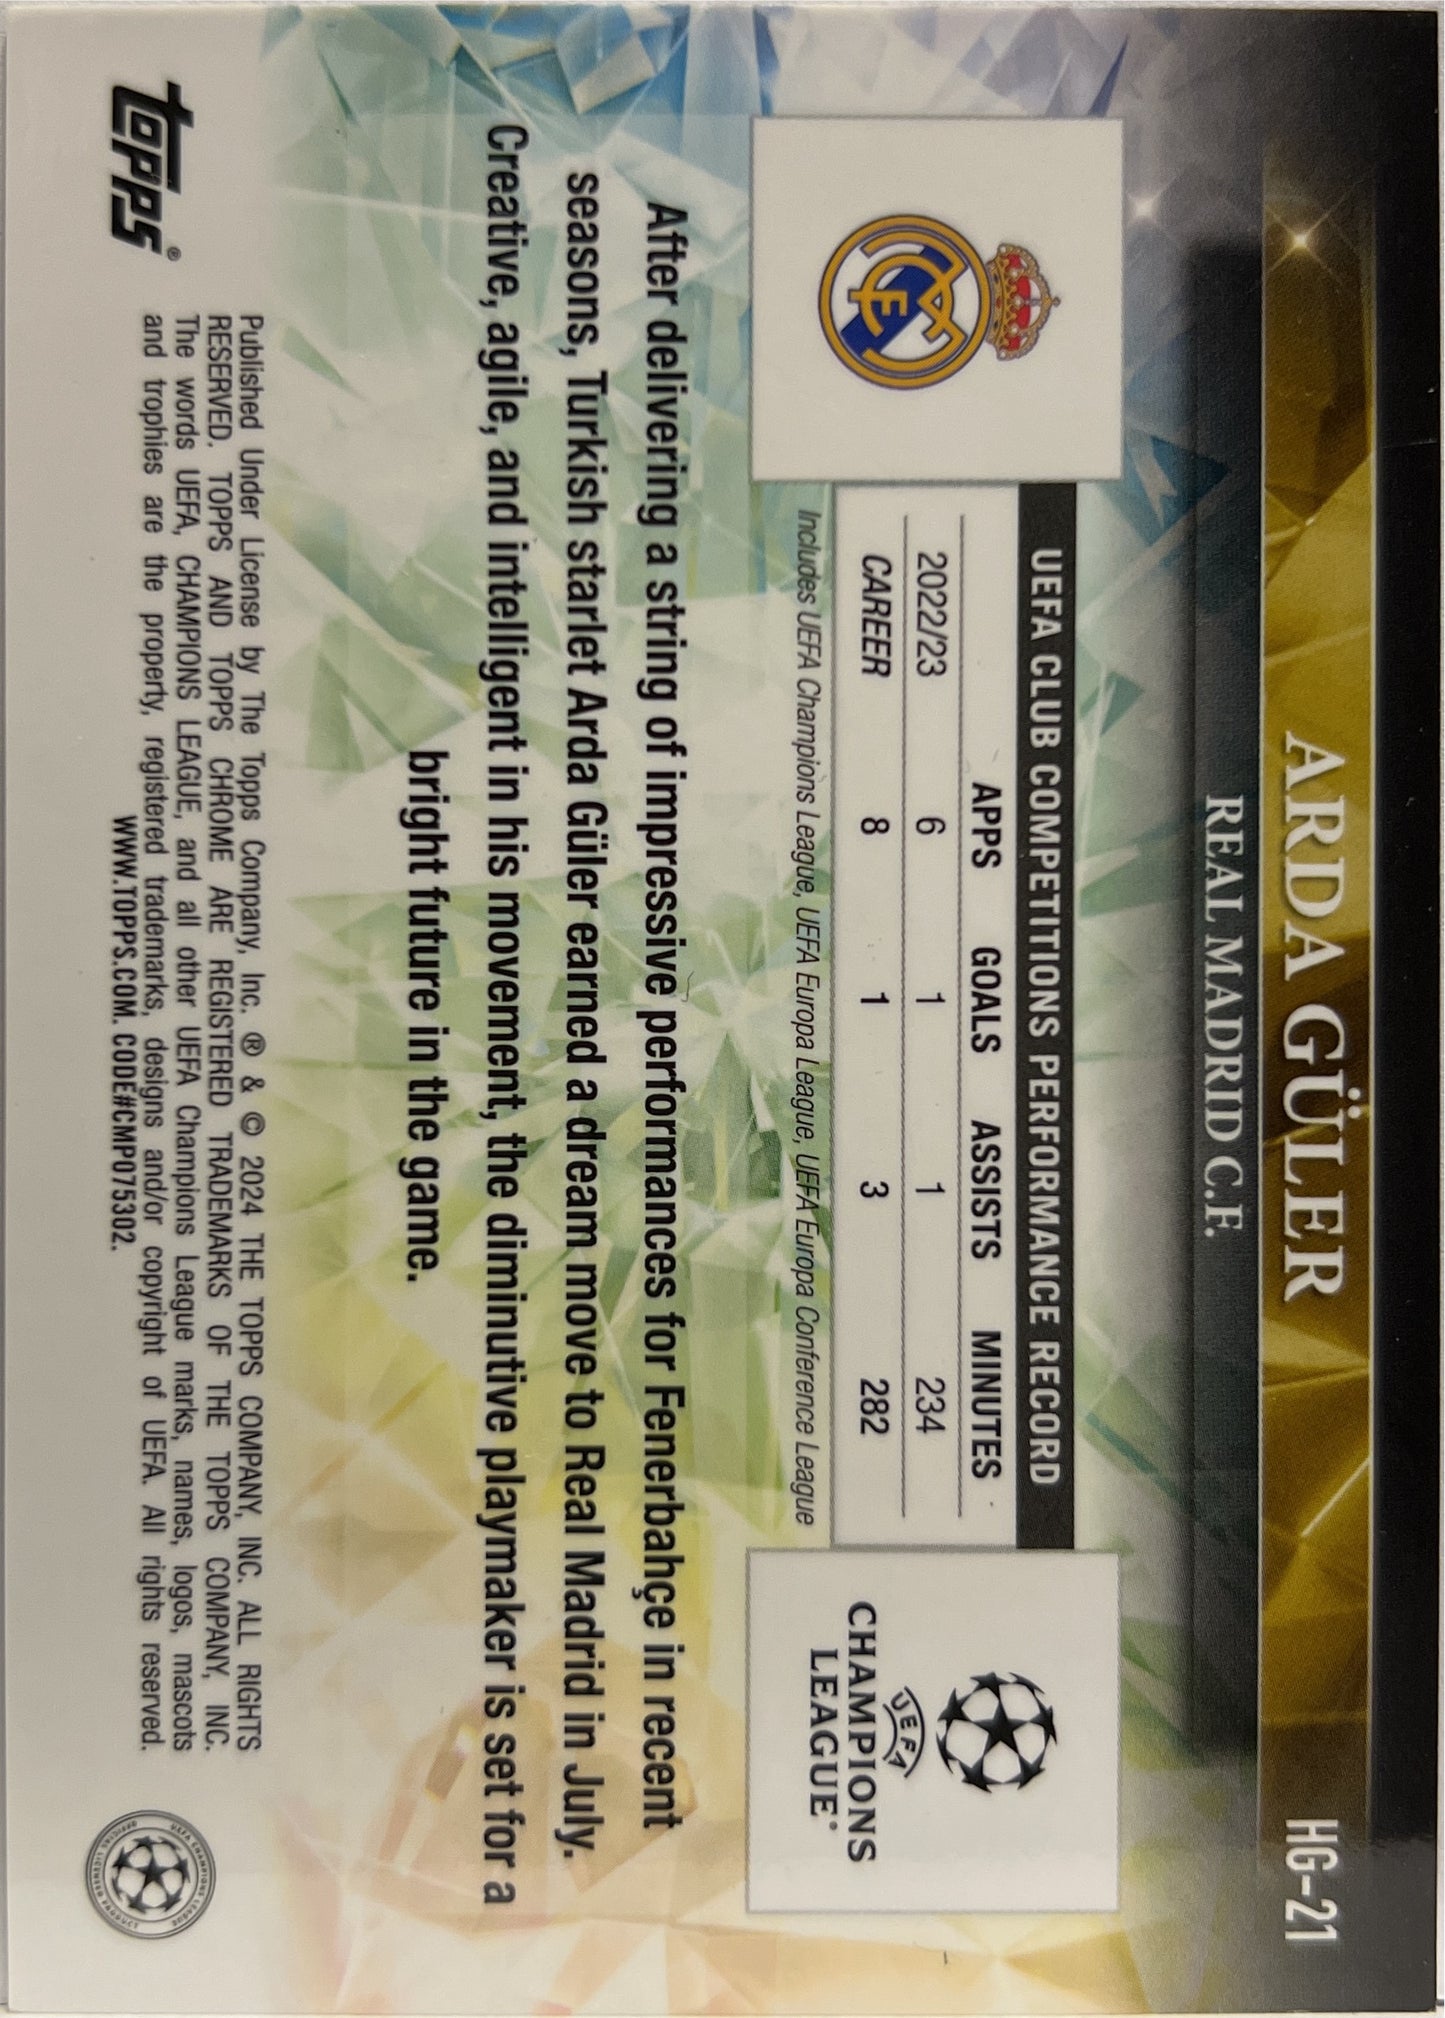 ARDA GÜLER
HG-21
REAL MADRID C.F.
UEFA CLUB COMPETITIONS PERFORMANCE RECORD
APPS GOALS ASSISTS MINUTES
2022/23 6 1 1 234
CAREER 8 1 3 282
Includes UEFA Champions League, UEFA Europa League, UEFA Europa Conference League
UEFA
CHAMPIONS
LEAGUE®
After delivering a string of impressive performances for Fenerbahçe in recent
seasons, Turkish starlet Arda Güler earned a dream move to Real Madrid in July.
Creative, agile, and intelligent in his movement, the diminutive playmaker is set for a
bright future in the game.
topps®
Published Under License by The Topps Company, Inc. ® & © 2024 THE TOPPS COMPANY, INC. ALL RIGHTS
RESERVED. TOPPS AND TOPPS CHROME ARE REGISTERED TRADEMARKS OF THE TOPPS COMPANY, INC.
The words UEFA, CHAMPIONS LEAGUE, and all other UEFA Champions League marks, names, logos, mascots
and trophies are the property, registered trademarks, designs and/or copyright of UEFA. All rights reserved.
WWW.TOPPS.COM. CODE#CMP075302.
UEFA CHAMPIONS LEAGUE
OFFICIAL LICENSED PRODUCT